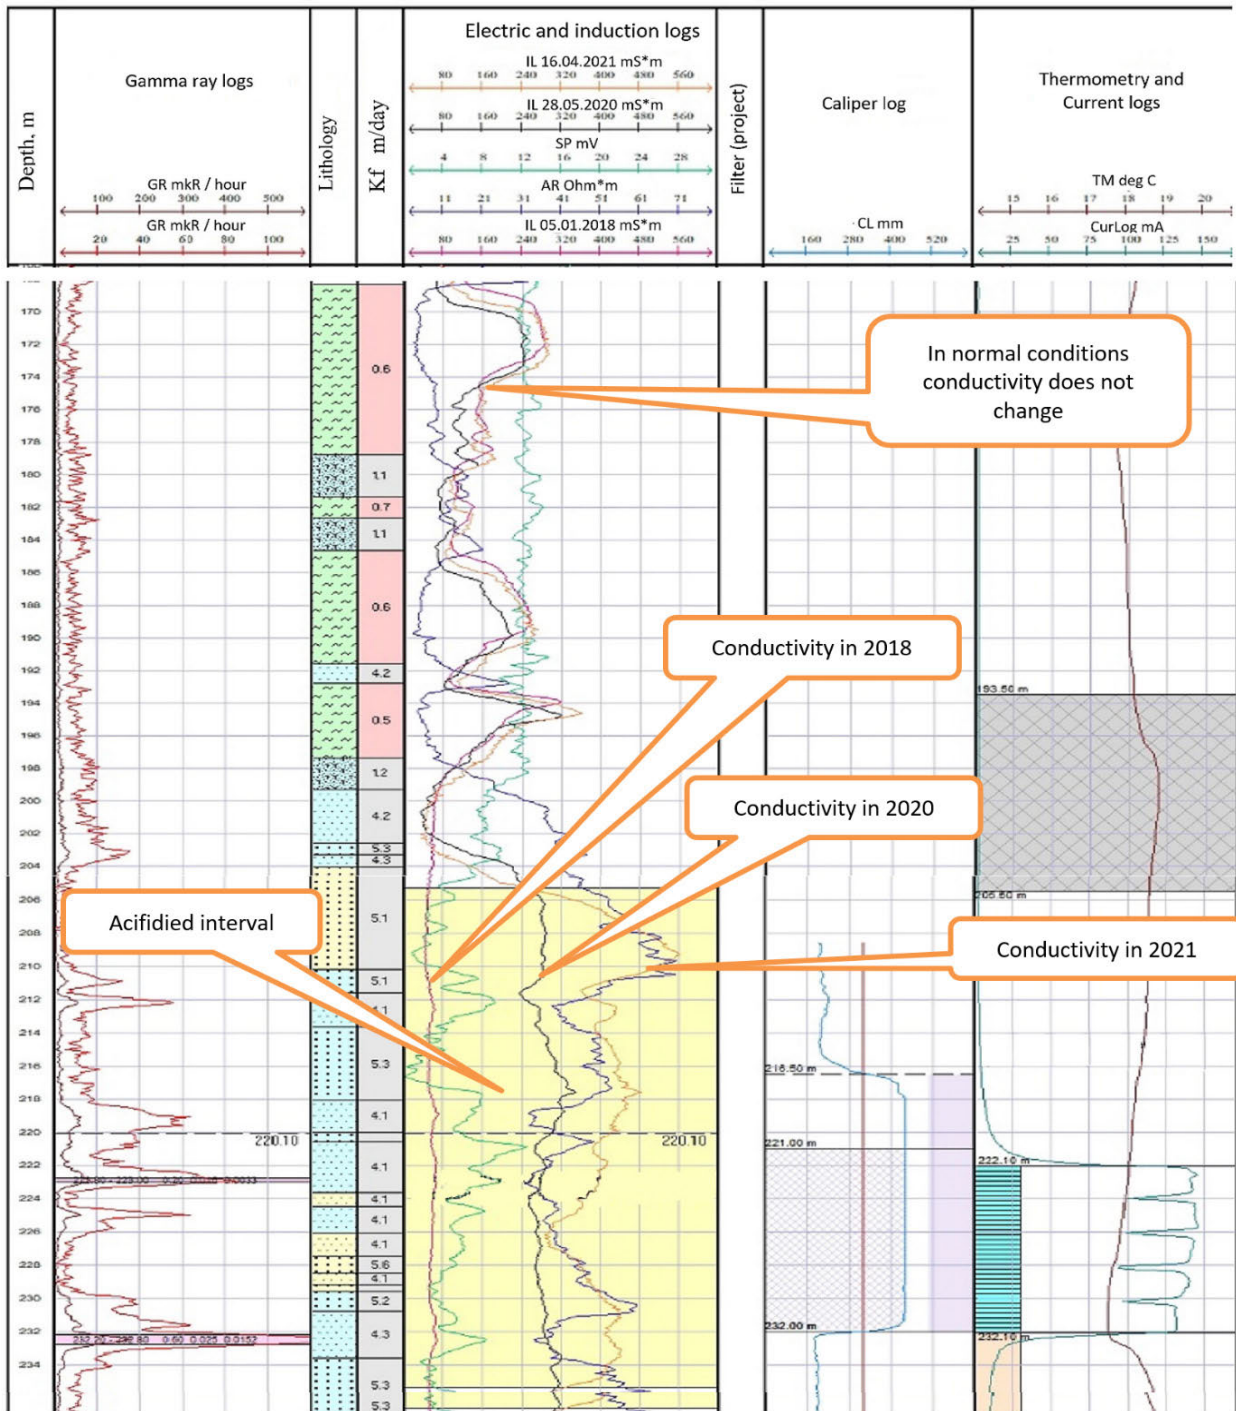 Depth, m
Gamma ray logs
GR mkR / hour
100 200 300 400 500
GR mkR / hour
20 40 60 80 100
Lithology
Kf m/day
Electric and induction logs
IL 16.04.2021 mS*m
80 160 240 320 400 480 560
IL 28.05.2020 mS*m
80 160 240 320 400 480 560
SP mV
4 8 12 16 20 24 28
AR Ohm*m
11 21 31 41 51 61 71
IL 05.01.2018 mS*m
80 160 240 320 400 480 560
Filter (project)
Caliper log
CL mm
160 280 400 520
Thermometry and
Current logs
TM deg C
15 16 17 18 19 20
CurLog mA
25 50 75 100 125 150
170
172
174
176
178
180
182
184
186
188
190
192
194
196
198
200
202
204
206
208
210
212
214
216
218
220
222
224
226
228
230
232
234
0.6
1.1
0.7
1.1
0.6
4.2
0.5
1.2
4.2
5.3
4.3
5.1
5.1
4.1
5.3
4.1
4.1
4.1
4.1
4.1
5.6
4.1
5.2
4.3
5.3
5.3
In normal conditions
conductivity does not
change
Conductivity in 2018
193.50 m
Conductivity in 2020
205.50 m
Acifidied interval
Conductivity in 2021
216.50 m
220.10
220.10
221.00 m
222.10 m
232.00 m
232.10 m
232.20 - 232.80 0.60 0.025 0.0152